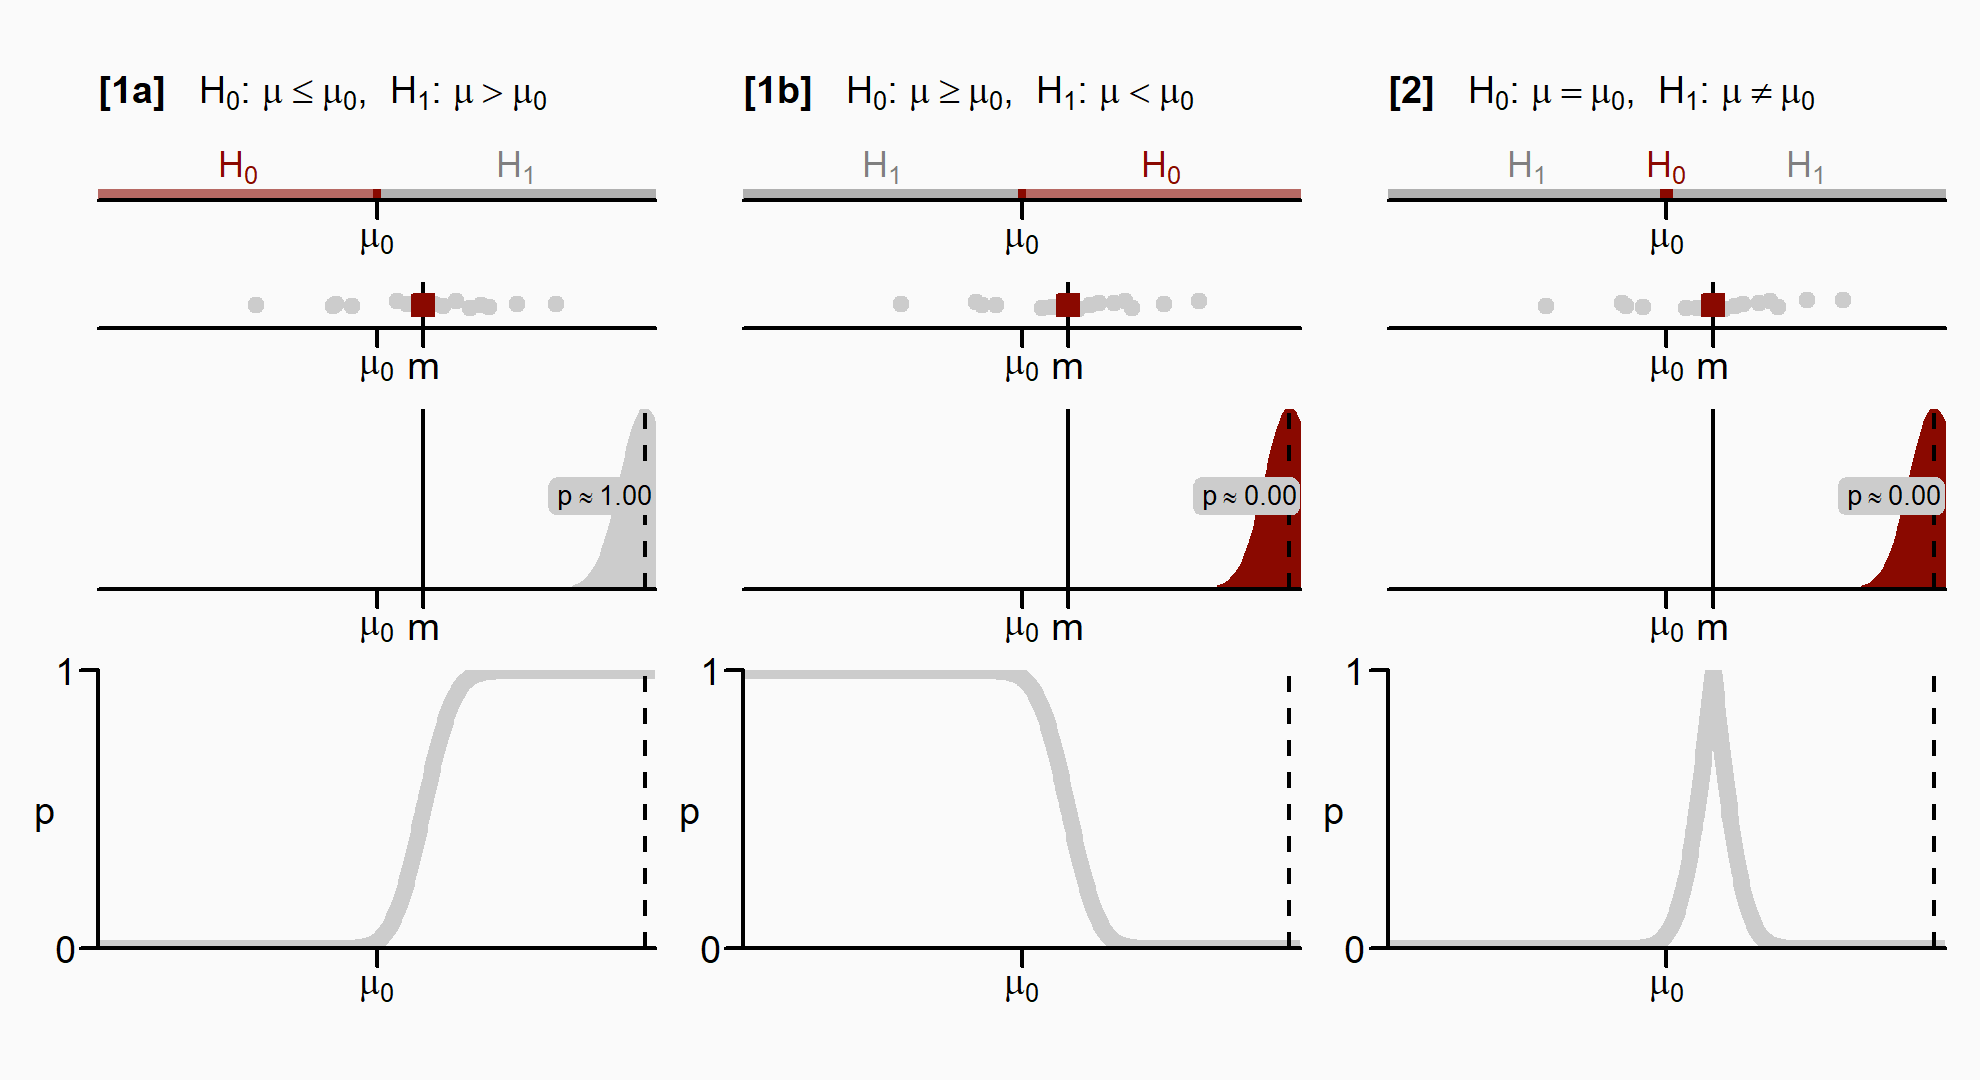 [1a] H₀: μ ≤ μ₀, H₁: μ > μ₀
H₀ H₁
μ₀
μ₀ m
p ≈ 1.00
μ₀ m
1
p
0
μ₀
[1b] H₀: μ ≥ μ₀, H₁: μ < μ₀
H₁ H₀
μ₀
μ₀ m
p ≈ 0.00
μ₀ m
1
p
0
μ₀
[2] H₀: μ = μ₀, H₁: μ ≠ μ₀
H₁ H₀ H₁
μ₀
μ₀ m
p ≈ 0.00
μ₀ m
1
p
0
μ₀